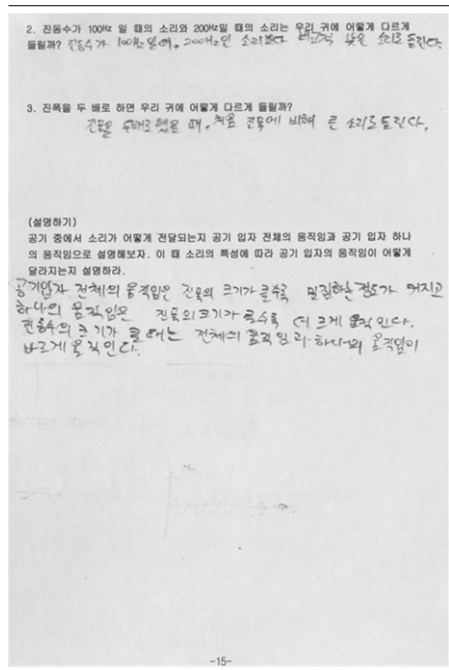 2. 진동수가 100Hz 일 때의 소리와 200Hz일 때의 소리는 우리 귀에 어떻게 다르게
들릴까? 진동수가 100Hz일때, 200Hz인 소리보다 비교적 낮은 소리로 들린다.
3. 진폭을 두 배로 하면 우리 귀에 어떻게 다르게 들릴까?
진폭을 두배로 했을 때, 처음 진폭에 비해 큰 소리로 들린다.
(설명하기)
공기 중에서 소리가 어떻게 전달되는지 공기 입자 전체의 움직임과 공기 입자 하나
의 움직임으로 설명해보자. 이 때 소리의 특성에 따라 공기 입자의 움직임이 어떻게
달라지는지 설명하라.
공기입자 전체의 움직임은 진폭의 크기가 클수록 밀집하는 정도가 커지고
하나의 움직임은 진폭의 크기가 클수록 더 크게 움직인다.
진동수의 크기가 클 때는 전체의 움직임과 하나의 움직임이
빠르게 움직인다.
-15-